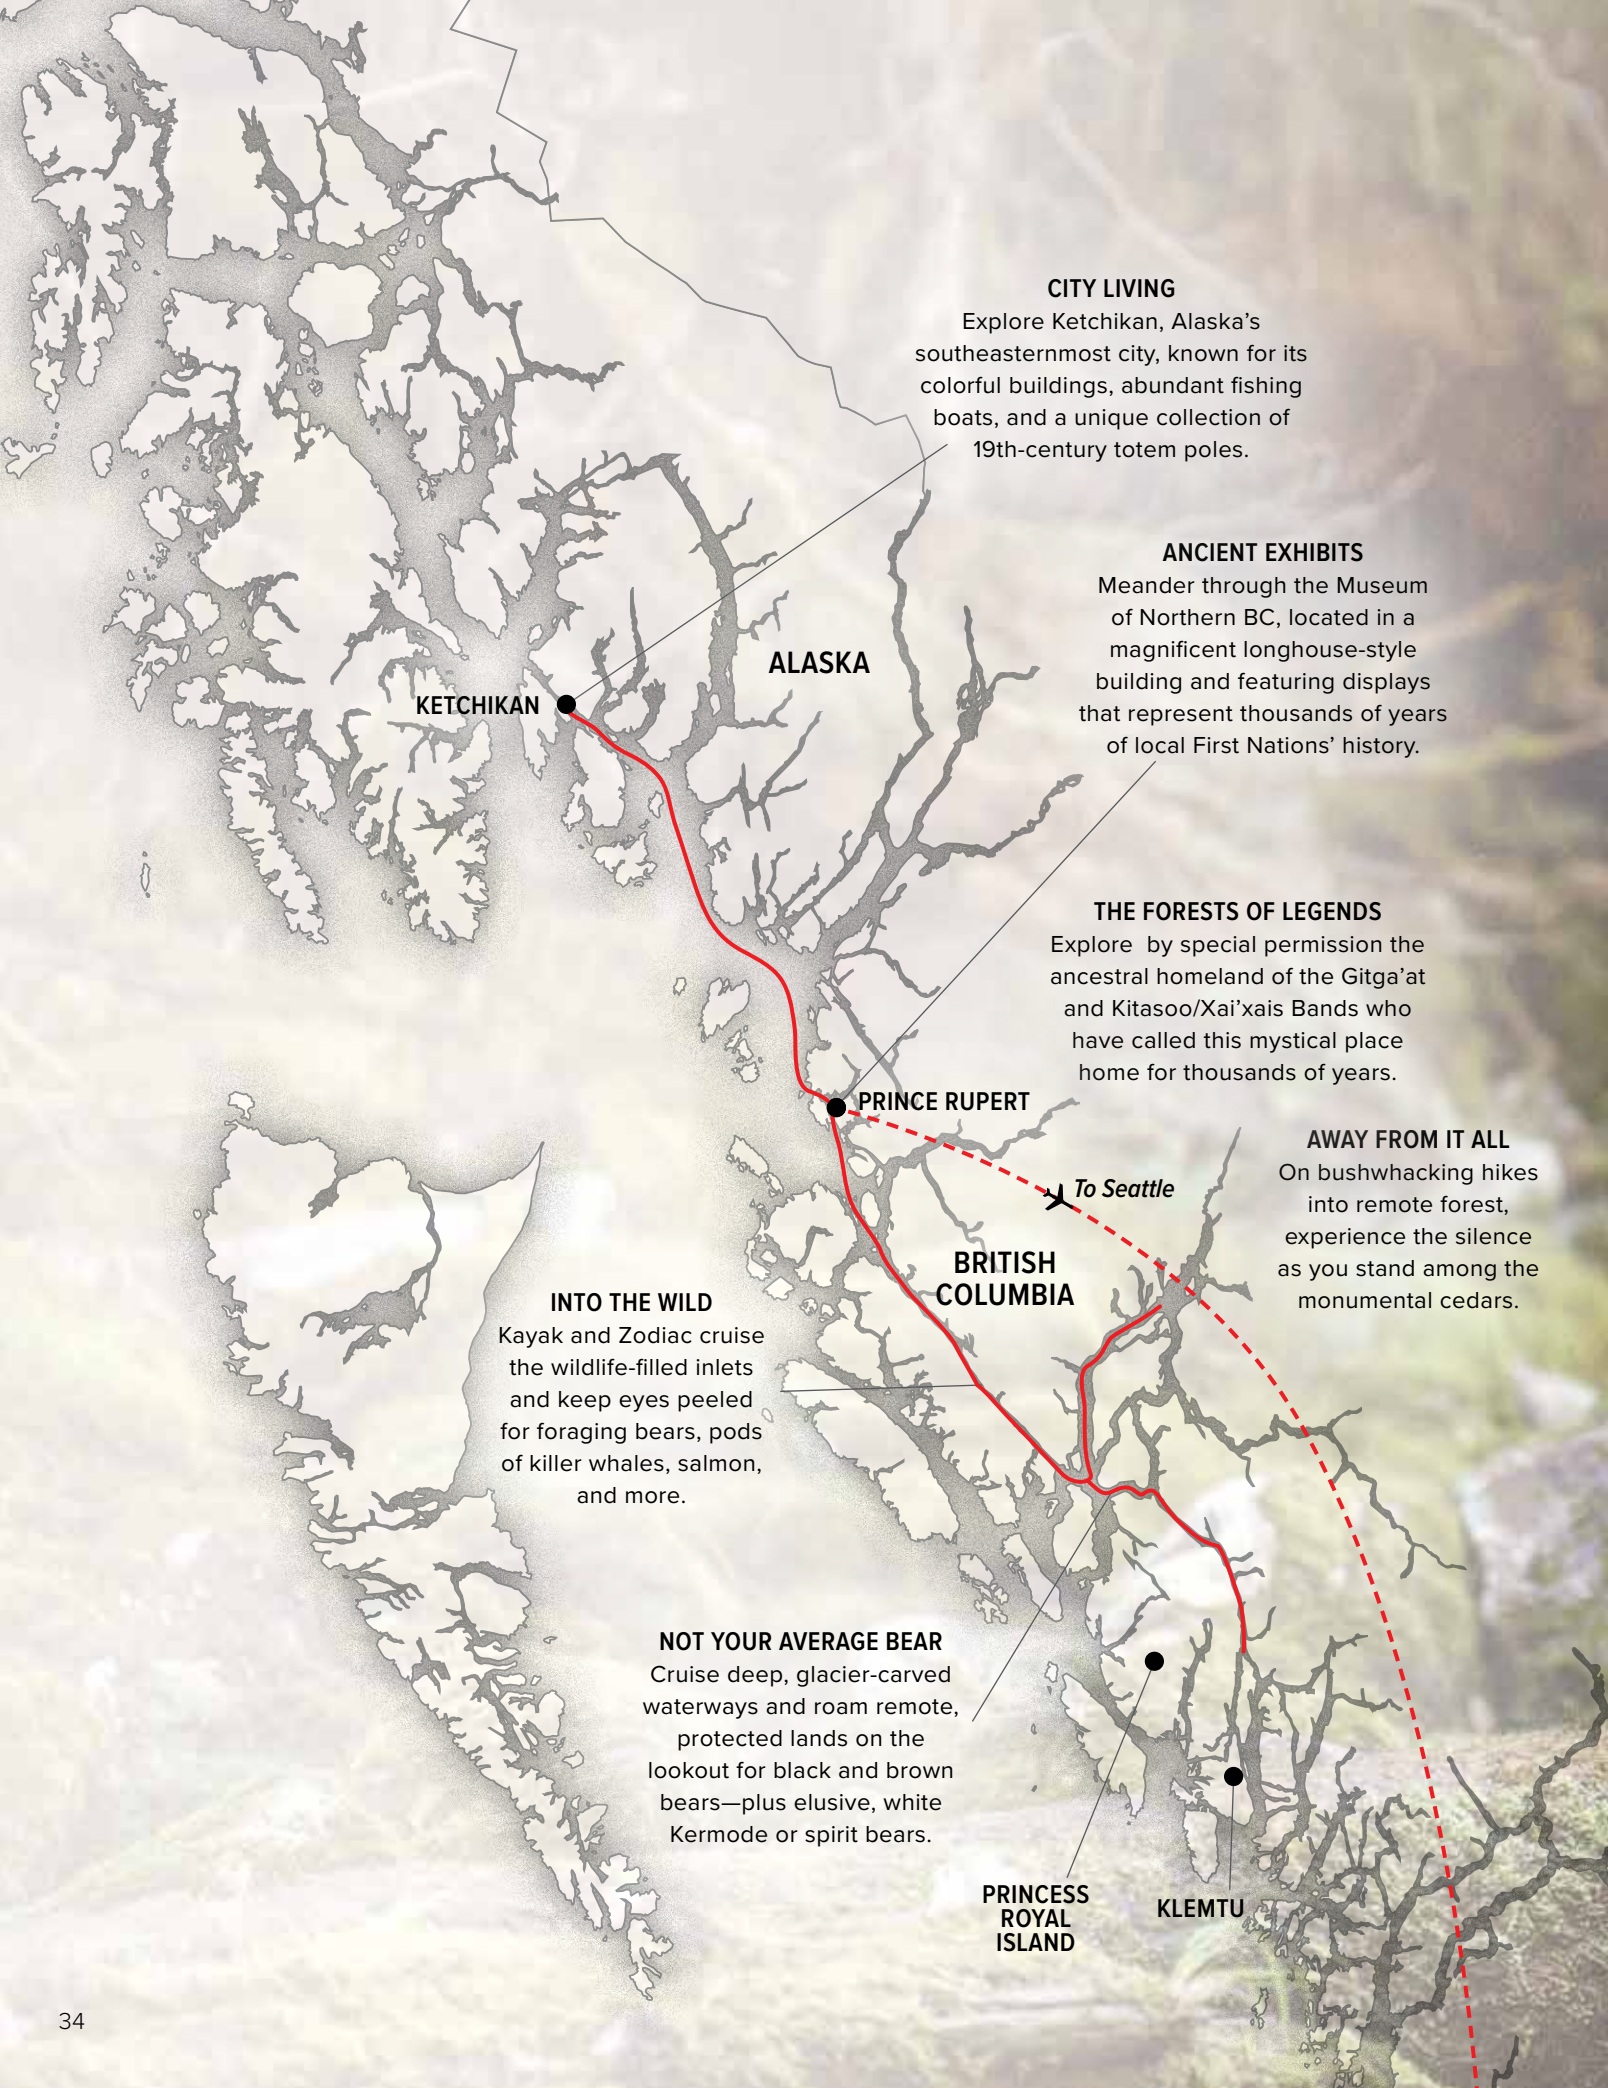 CITY LIVING
Explore Ketchikan, Alaska’s
southeasternmost city, known for its
colorful buildings, abundant fishing
boats, and a unique collection of
19th-century totem poles.
ANCIENT EXHIBITS
Meander through the Museum
of Northern BC, located in a
magnificent longhouse-style
building and featuring displays
that represent thousands of years
of local First Nations’ history.
ALASKA
KETCHIKAN
THE FORESTS OF LEGENDS
Explore by special permission the
ancestral homeland of the Gitga’at
and Kitasoo/Xai’xais Bands who
have called this mystical place
home for thousands of years.
PRINCE RUPERT
AWAY FROM IT ALL
On bushwhacking hikes
into remote forest,
experience the silence
as you stand among the
monumental cedars.
To Seattle
BRITISH
COLUMBIA
INTO THE WILD
Kayak and Zodiac cruise
the wildlife-filled inlets
and keep eyes peeled
for foraging bears, pods
of killer whales, salmon,
and more.
NOT YOUR AVERAGE BEAR
Cruise deep, glacier-carved
waterways and roam remote,
protected lands on the
lookout for black and brown
bears—plus elusive, white
Kermode or spirit bears.
PRINCESS
ROYAL
ISLAND
KLEMTU
34